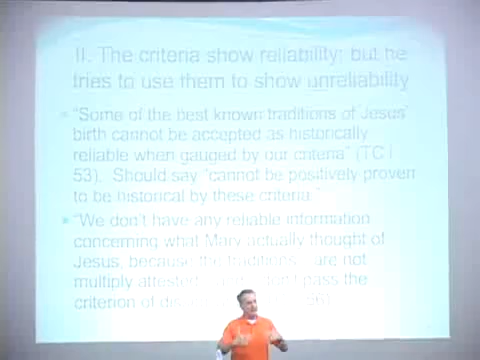 II. The criteria show reliability; but he
tries to use them to show unreliability
"Some of the best known traditions of Jesus'
birth cannot be accepted as historically
reliable when gauged by our criteria" (TC I
53). Should say "cannot be positively proven
to be historical by these criteria."
"We don't have any reliable information
concerning what Mary actually thought of
Jesus, because the traditions are not
multiply attested don't pass the
criterion of